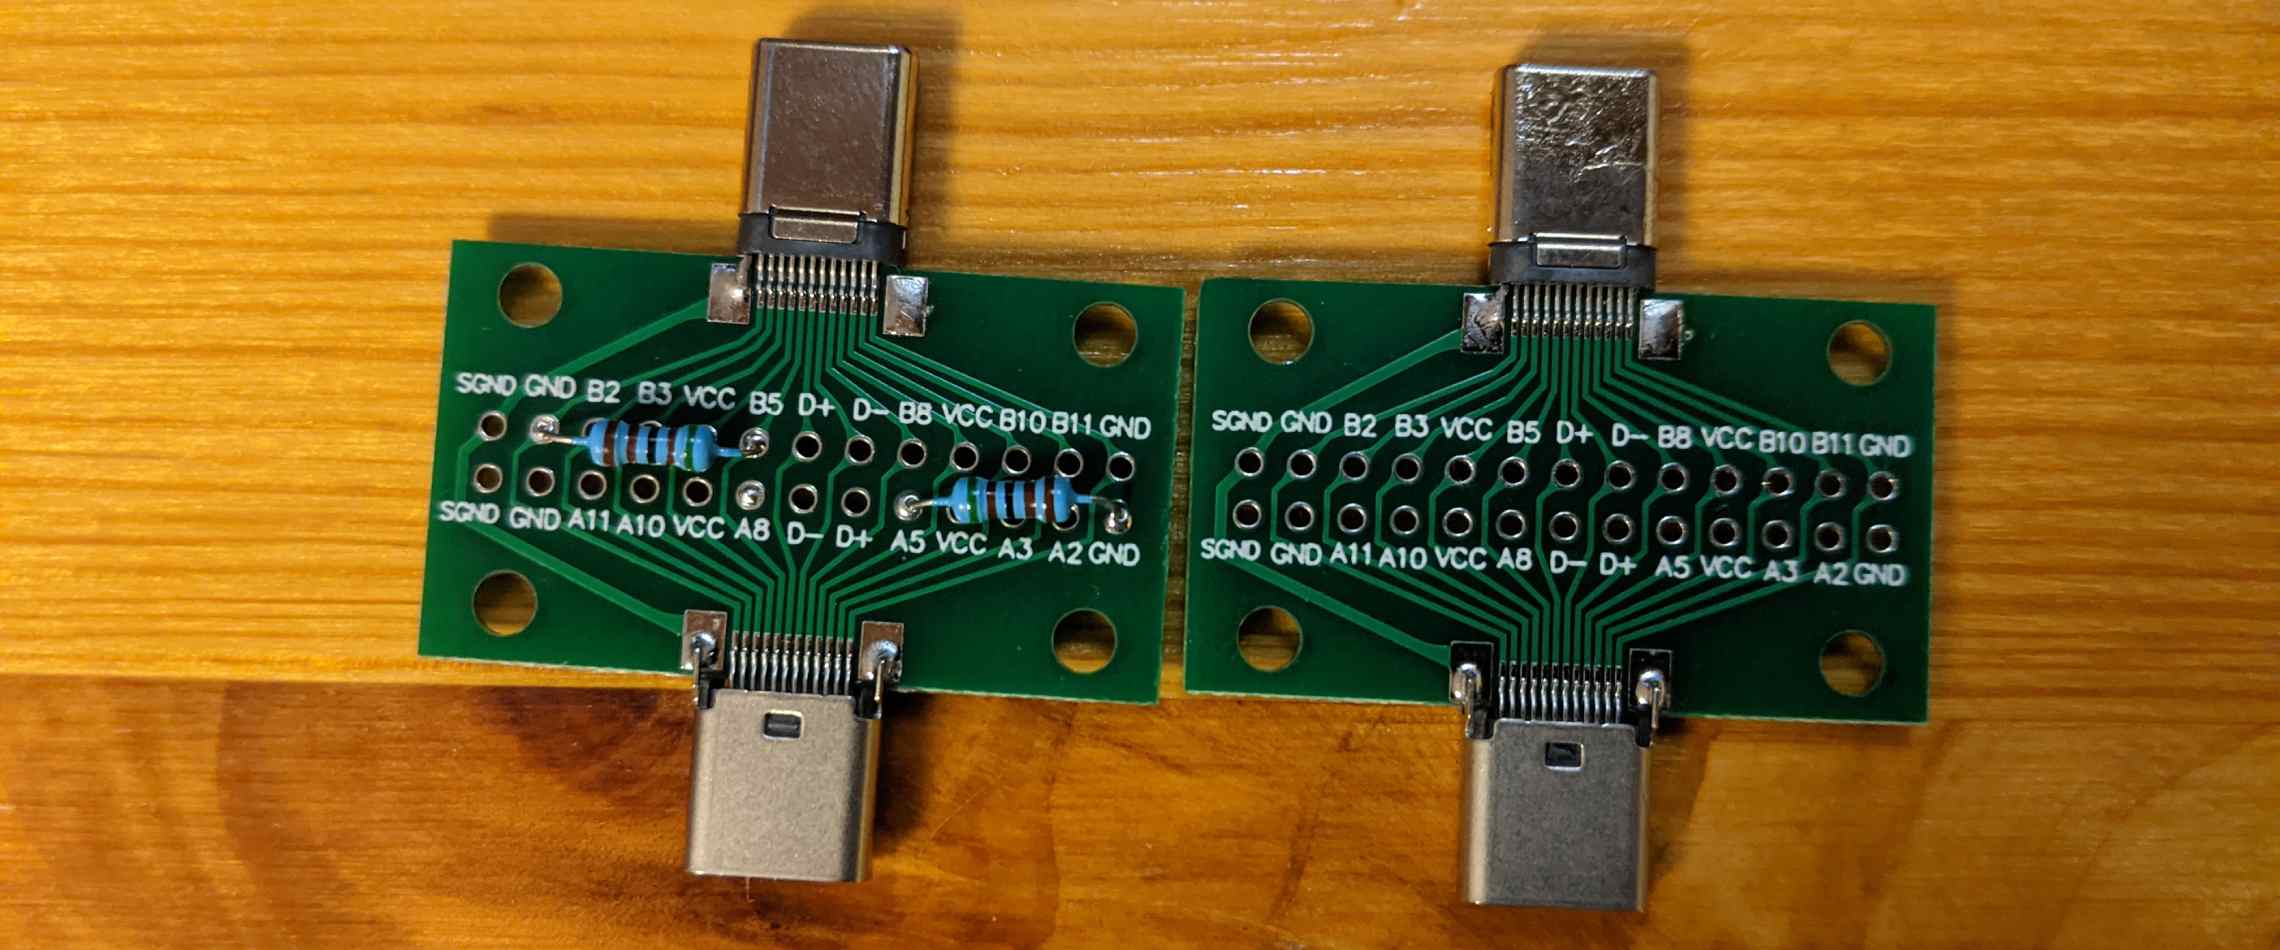 SGND GND B2 B3 VCC B5 D+ D- B8 VCC B10 B11 GND
SGND GND A11 A10 VCC A8 D- D+ A5 VCC A3 A2 GND
SGND GND B2 B3 VCC B5 D+ D- B8 VCC B10 B11 GND
SGND GND A11 A10 VCC A8 D- D+ A5 VCC A3 A2 GND